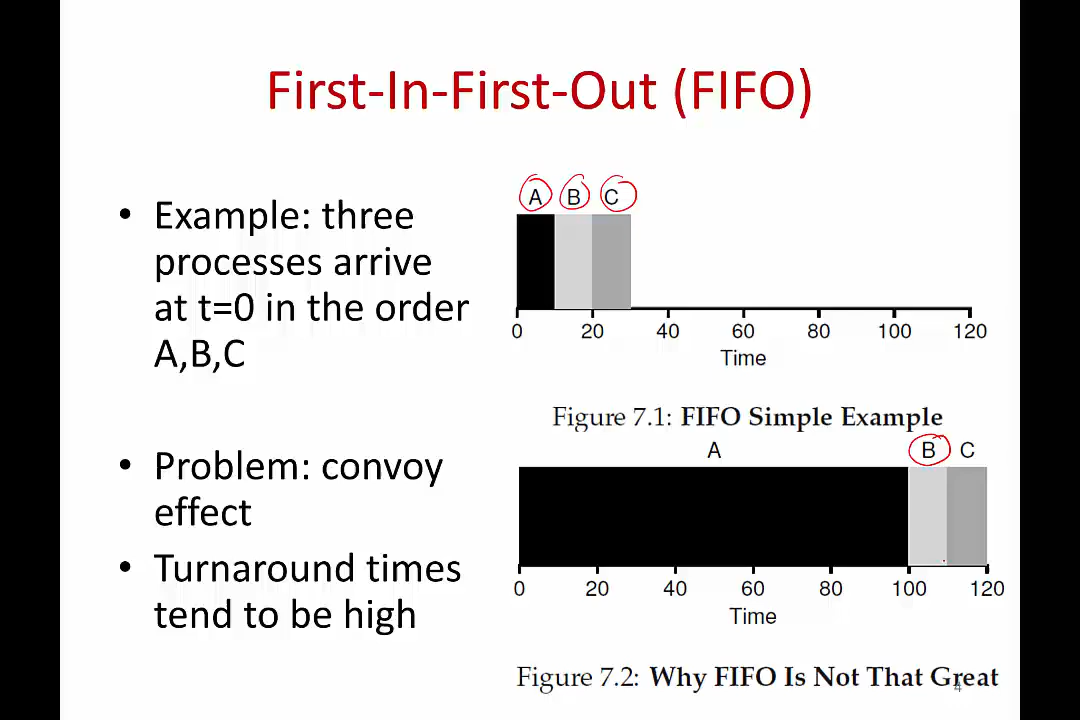 First-In-First-Out (FIFO)
• Example: three
processes arrive
at t=0 in the order
A,B,C
• Problem: convoy
effect
• Turnaround times
tend to be high
A B C
0 20 40 60 80 100 120
Time
Figure 7.1: FIFO Simple Example
A B C
0 20 40 60 80 100 120
Time
Figure 7.2: Why FIFO Is Not That Great
4